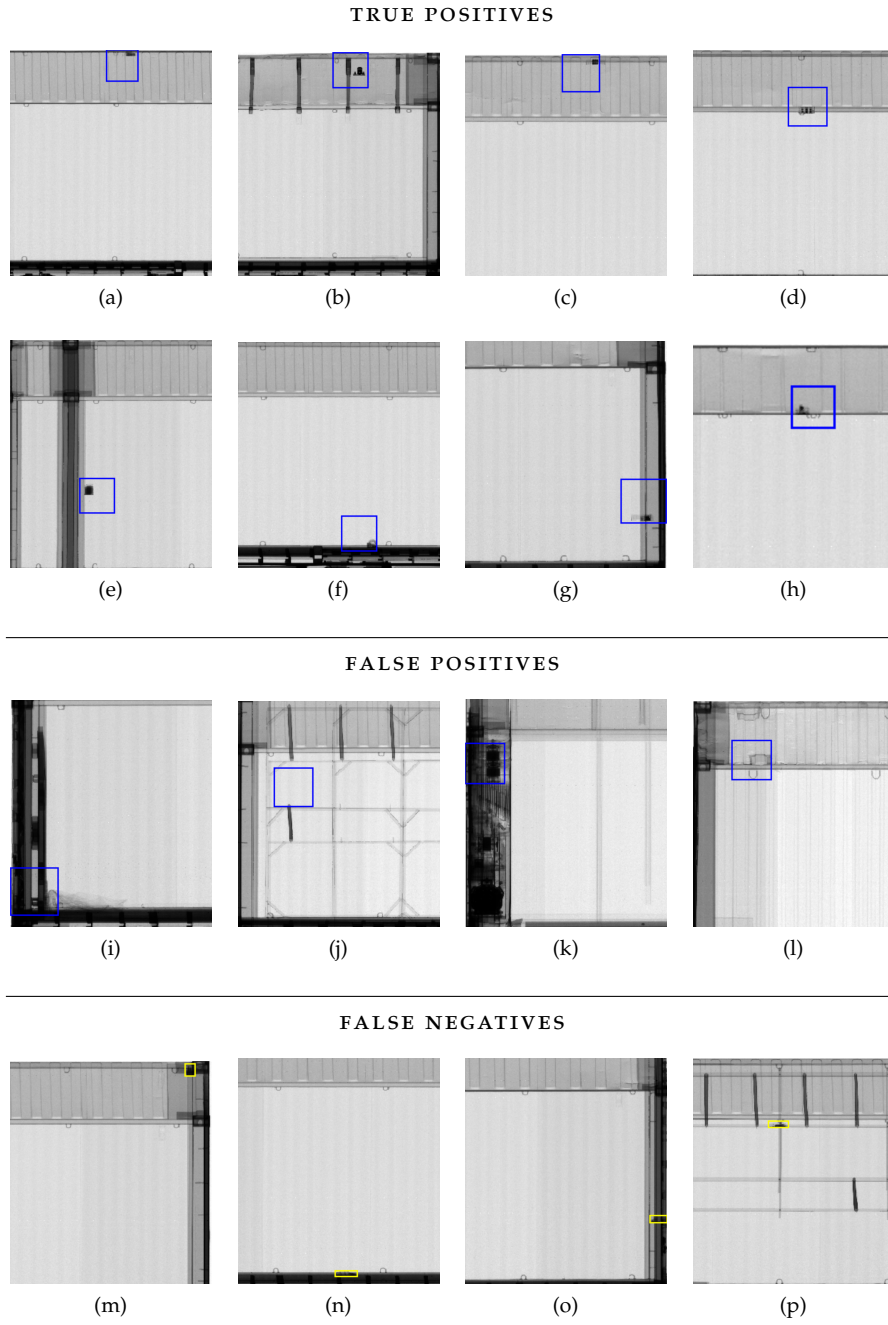 TRUE POSITIVES
(a) (b) (c) (d)
(e) (f) (g) (h)
FALSE POSITIVES
(i) (j) (k) (l)
FALSE NEGATIVES
(m) (n) (o) (p)